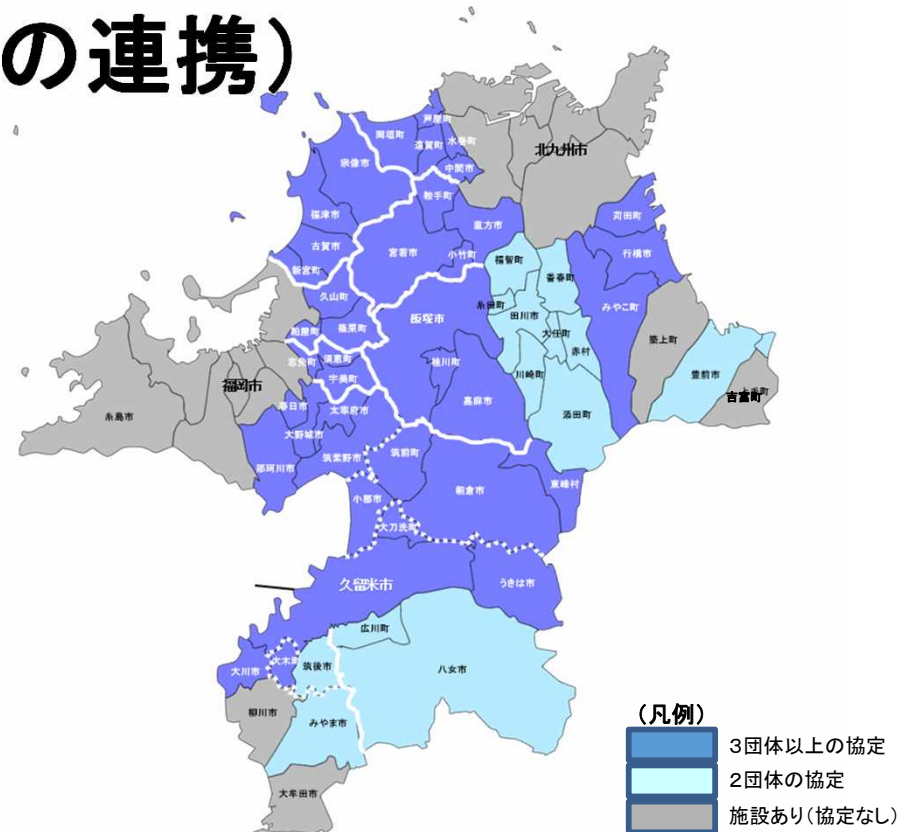 の連携）
芦屋町
岡垣町
遠賀町
水巻町
北九州市
宗像市
中間市
鞍手町
福津市
苅田町
直方市
古賀市
宮若市
小竹町
行橋市
福智町
新宮町
香春町
久山町
糸田町
みやこ町
飯塚市
田川市
粕屋町
篠栗町
大任町
築上町
志免町
須恵町
赤村
桂川町
川崎町
豊前市
宇美町
福岡市
吉富町
春日市
太宰府市
嘉麻市
糸島市
添田町
大野城市
筑紫野市
筑前町
那珂川市
東峰村
小郡市
朝倉市
大刀洗町
久留米市
うきは市
広川町
大川市
大木町
筑後市
八女市
柳川市
みやま市
大牟田市
（凡例）
３団体以上の協定
２団体の協定
施設あり（協定なし）